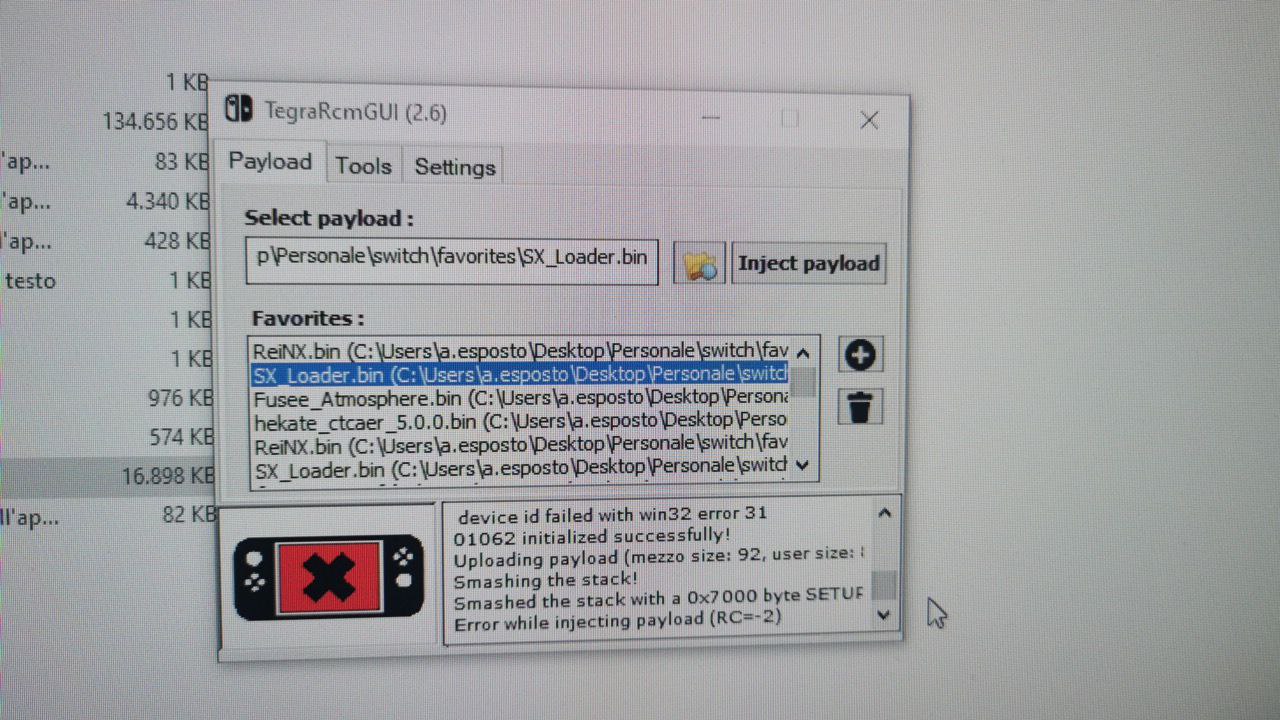 1 KB
134.656 KB
'ap... 83 KB
'ap... 4.340 KB
'ap... 428 KB
testo 1 KB
1 KB
1 KB
976 KB
574 KB
16.898 KB
ll'ap... 82 KB
TegraRcmGUI (2.6)
Payload Tools Settings
Select payload :
p\Personale\switch\favorites\SX_Loader.bin
Inject payload
Favorites :
ReiNX.bin (C:\Users\a.esposto\Desktop\Personale\switch\fav
SX_Loader.bin (C:\Users\a.esposto\Desktop\Personale\switch
Fusee_Atmosphere.bin (C:\Users\a.esposto\Desktop\Persona
hekate_ctcaer_5.0.0.bin (C:\Users\a.esposto\Desktop\Perso
ReiNX.bin (C:\Users\a.esposto\Desktop\Personale\switch\fav
SX_Loader.bin (C:\Users\a.esposto\Desktop\Personale\switch
device id failed with win32 error 31
01062 initialized successfully!
Uploading payload (mezzo size: 92, user size:
Smashing the stack!
Smashed the stack with a 0x7000 byte SETUP
Error while injecting payload (RC=-2)